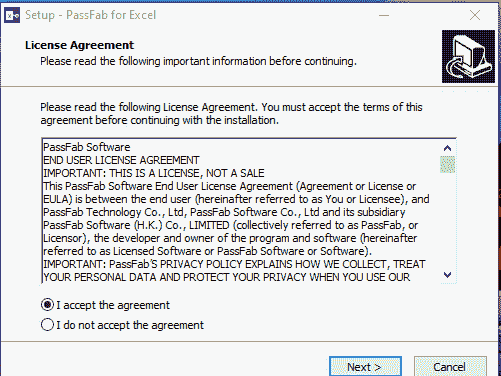 Setup - PassFab for Excel
License Agreement
Please read the following important information before continuing.
Please read the following License Agreement. You must accept the terms of this
agreement before continuing with the installation.
PassFab Software
END USER LICENSE AGREEMENT
IMPORTANT: THIS IS A LICENSE, NOT A SALE
This PassFab Software End User License Agreement (Agreement or License or
EULA) is between the end user (hereinafter referred to as You or Licensee), and
PassFab Technology Co., Ltd, PassFab Software Co., Ltd and its subsidiary
PassFab Software (H.K.) Co., LIMITED (collectively referred to as PassFab, or
Licensor), the developer and owner of the program and software (hereinafter
referred to as Licensed Software or PassFab Software or Software).
IMPORTANT: PassFab'S PRIVACY POLICY EXPLAINS HOW WE COLLECT, TREAT
YOUR PERSONAL DATA AND PROTECT YOUR PRIVACY WHEN YOU USE OUR
I accept the agreement
I do not accept the agreement
Next >
Cancel